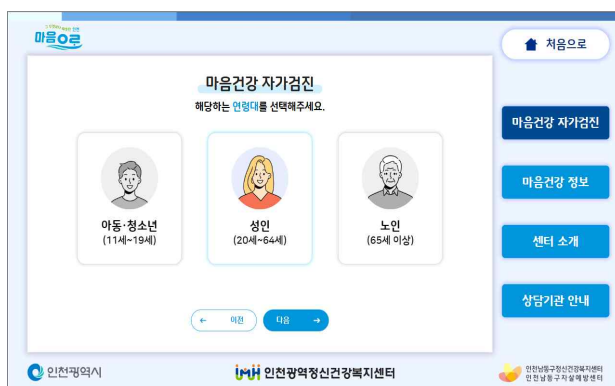 마음으로
처음으로
마음건강 자가검진
해당하는 연령대를 선택해주세요.
아동·청소년
(11세~19세)
성인
(20세~64세)
노인
(65세 이상)
← 이전
다음 →
마음건강 자가검진
마음건강 정보
센터 소개
상담기관 안내
인천광역시
iMH 인천광역정신건강복지센터
인천남동구정신건강복지센터
인천남동구자살예방센터